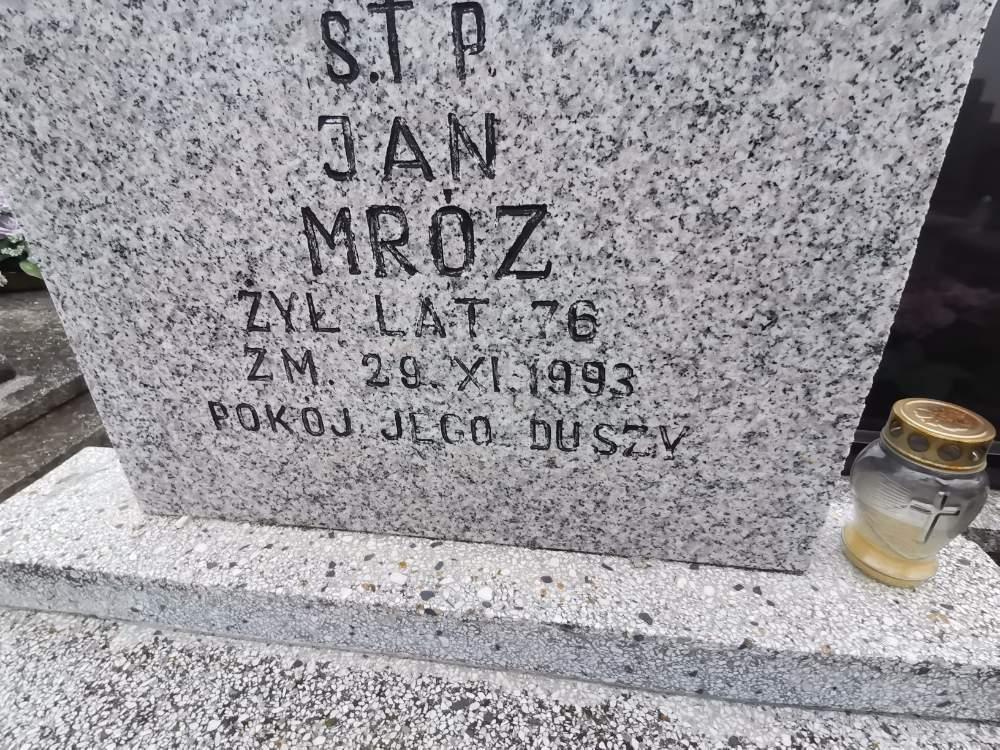 S.†P.
JAN
MRÓZ
ŻYŁ LAT 76
ZM. 29.XI.1993
POKÓJ JEGO DUSZY